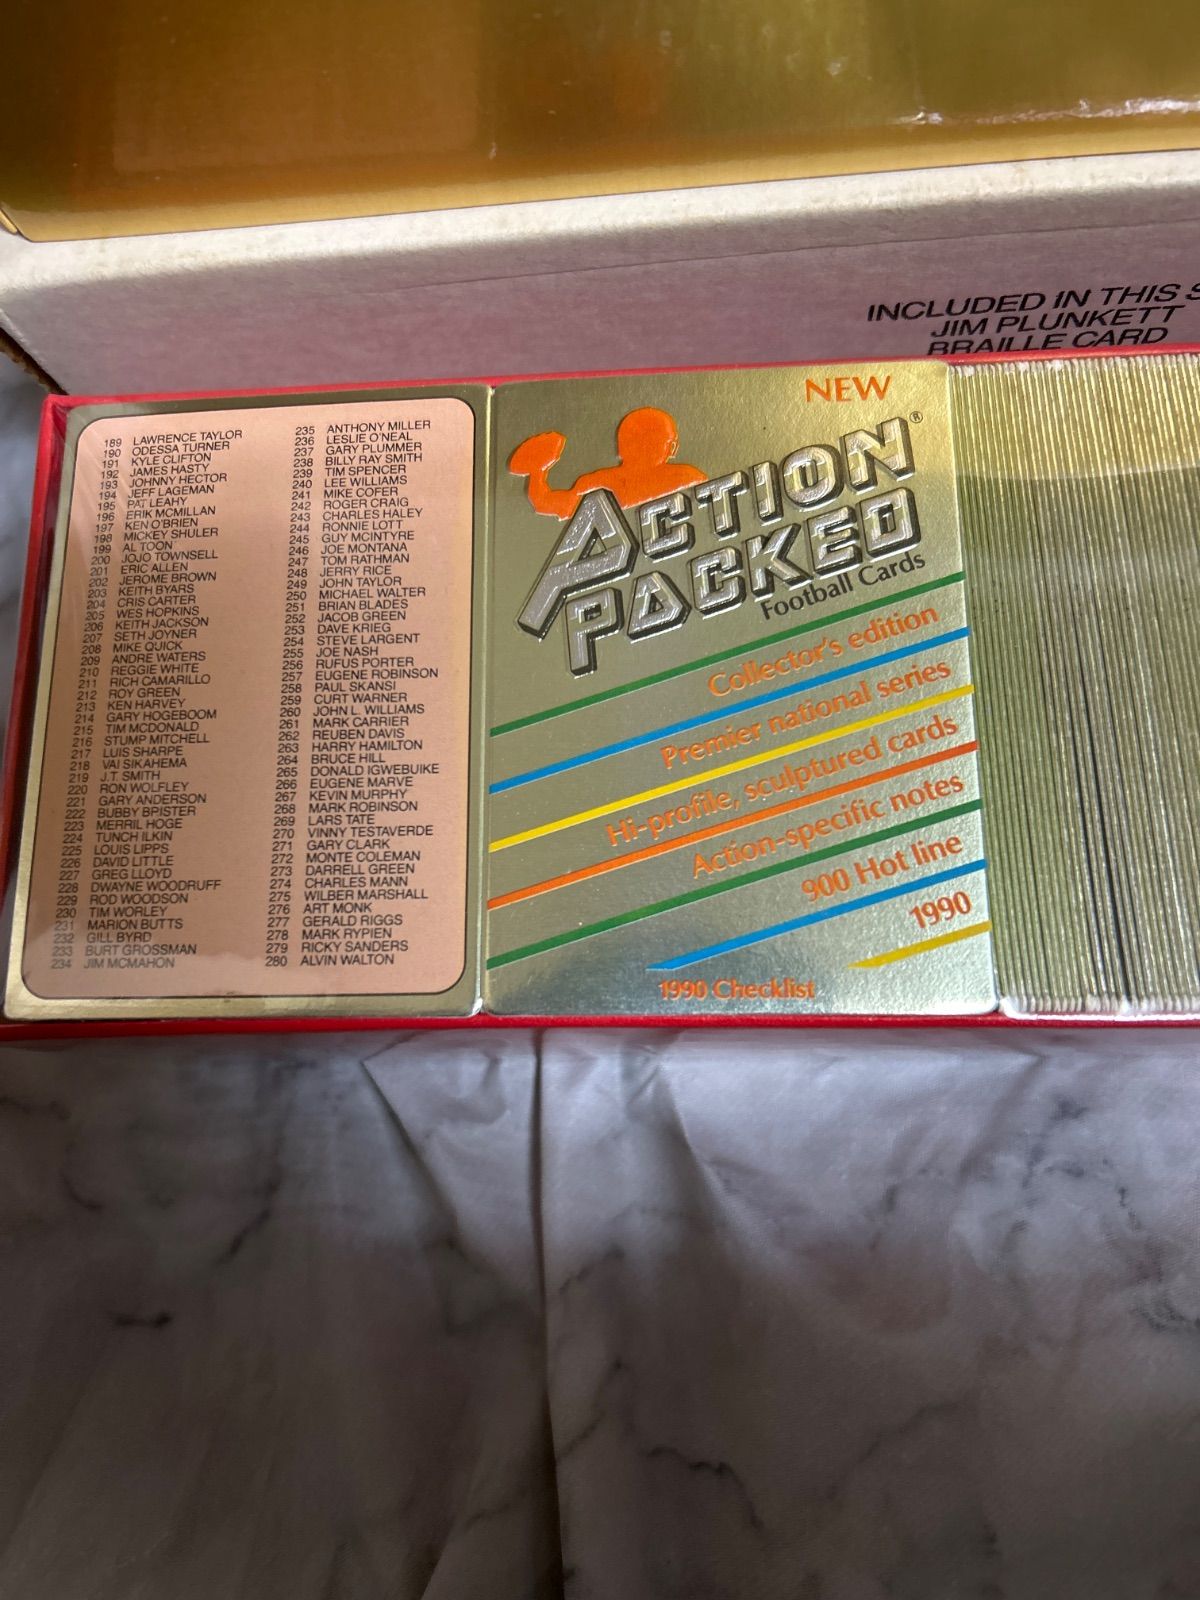 INCLUDED IN THIS S
JIM PLUNKETT
BRAILLE CARD
189 LAWRENCE TAYLOR
190 ODESSA TURNER
191 KYLE CLIFTON
192 JAMES HASTY
193 JOHNNY HECTOR
194 JEFF LAGEMAN
195 PAT LEAHY
196 ERIK MCMILLAN
197 KEN O'BRIEN
198 MICKEY SHULER
199 AL TOON
200 JOJO TOWNSELL
201 ERIC ALLEN
202 JEROME BROWN
203 KEITH BYARS
204 CRIS CARTER
205 WES HOPKINS
206 KEITH JACKSON
207 SETH JOYNER
208 MIKE QUICK
209 ANDRE WATERS
210 REGGIE WHITE
211 RICH CAMARILLO
212 ROY GREEN
213 KEN HARVEY
214 GARY HOGEBOOM
215 TIM MCDONALD
216 STUMP MITCHELL
217 LUIS SHARPE
218 VAI SIKAHEMA
219 J.T. SMITH
220 RON WOLFLEY
221 GARY ANDERSON
222 BUBBY BRISTER
223 MERRIL HOGE
224 TUNCH ILKIN
225 LOUIS LIPPS
226 DAVID LITTLE
227 GREG LLOYD
228 DWAYNE WOODRUFF
229 ROD WOODSON
230 TIM WORLEY
231 MARION BUTTS
232 GILL BYRD
233 BURT GROSSMAN
234 JIM MCMAHON
235 ANTHONY MILLER
236 LESLIE O'NEAL
237 GARY PLUMMER
238 BILLY RAY SMITH
239 TIM SPENCER
240 LEE WILLIAMS
241 MIKE COFER
242 ROGER CRAIG
243 CHARLES HALEY
244 RONNIE LOTT
245 GUY MCINTYRE
246 JOE MONTANA
247 TOM RATHMAN
248 JERRY RICE
249 JOHN TAYLOR
250 MICHAEL WALTER
251 BRIAN BLADES
252 JACOB GREEN
253 DAVE KRIEG
254 STEVE LARGENT
255 JOE NASH
256 RUFUS PORTER
257 EUGENE ROBINSON
258 PAUL SKANSI
259 CURT WARNER
260 JOHN L. WILLIAMS
261 MARK CARRIER
262 REUBEN DAVIS
263 HARRY HAMILTON
264 BRUCE HILL
265 DONALD IGWEBUIKE
266 EUGENE MARVE
267 KEVIN MURPHY
268 MARK ROBINSON
269 LARS TATE
270 VINNY TESTAVERDE
271 GARY CLARK
272 MONTE COLEMAN
273 DARRELL GREEN
274 CHARLES MANN
275 WILBER MARSHALL
276 ART MONK
277 GERALD RIGGS
278 MARK RYPIEN
279 RICKY SANDERS
280 ALVIN WALTON
NEW
ACTION ®
PACKED
Football Cards
Collector's edition
Premier national series
Hi-profile, sculptured cards
Action-specific notes
900 Hot line
1990
1990 Checklist